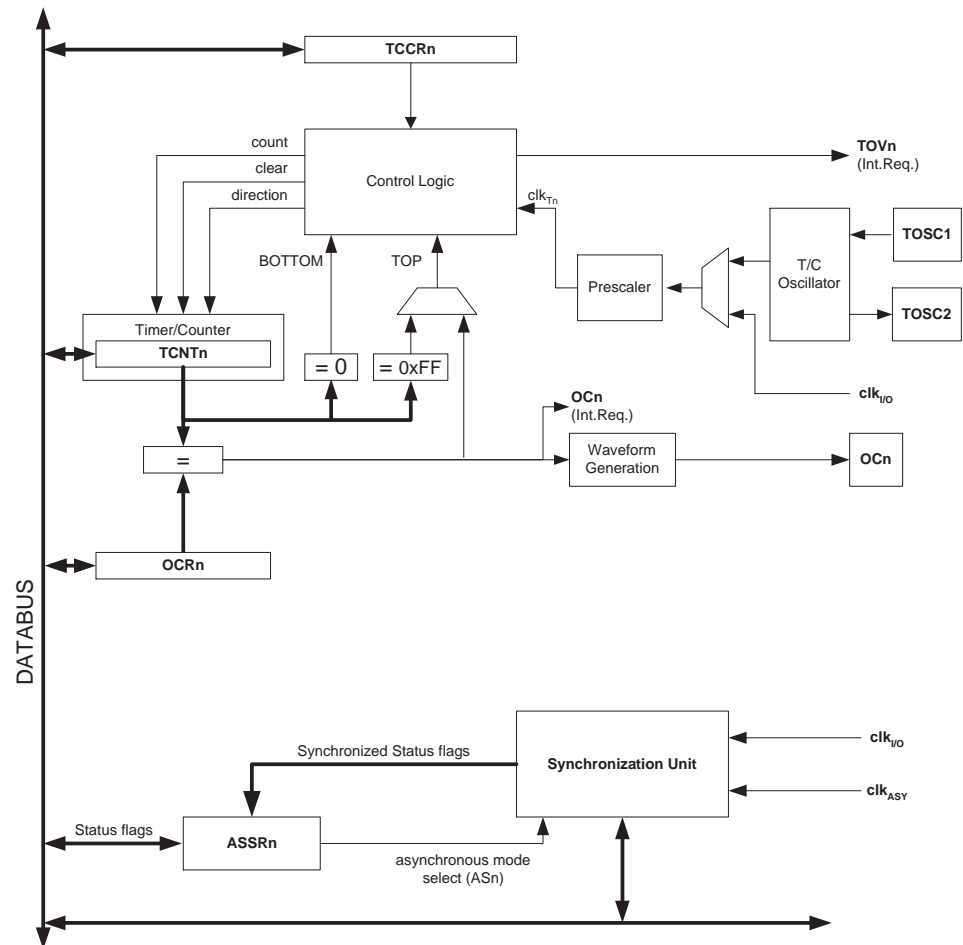 TCCRn
count
clear
direction
Control Logic
TOVn
(Int.Req.)
clkTn
BOTTOM
TOP
Prescaler
T/C
Oscillator
TOSC1
TOSC2
Timer/Counter
TCNTn
= 0
= 0xFF
clkI/O
OCn
(Int.Req.)
=
Waveform
Generation
OCn
OCRn
DATABUS
Synchronized Status flags
Synchronization Unit
clkI/O
clkASY
Status flags
ASSRn
asynchronous mode
select (ASn)